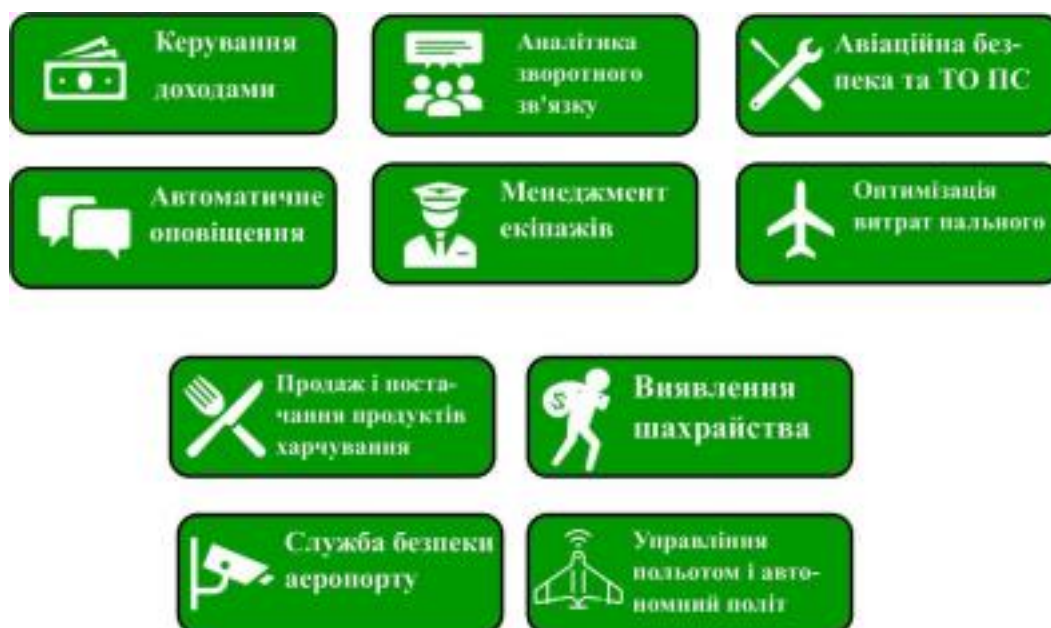 Керування
доходами
Аналітика
зворотного
зв'язку
Авіаційна без-
пека та ТО ПС
Автоматичне
оповіщення
Менеджмент
екіпажів
Оптимізація
витрат пального
Продаж і поста-
чання продуктів
харчування
Виявлення
шахрайства
Служба безпеки
аеропорту
Управління
польотом і авто-
номний політ